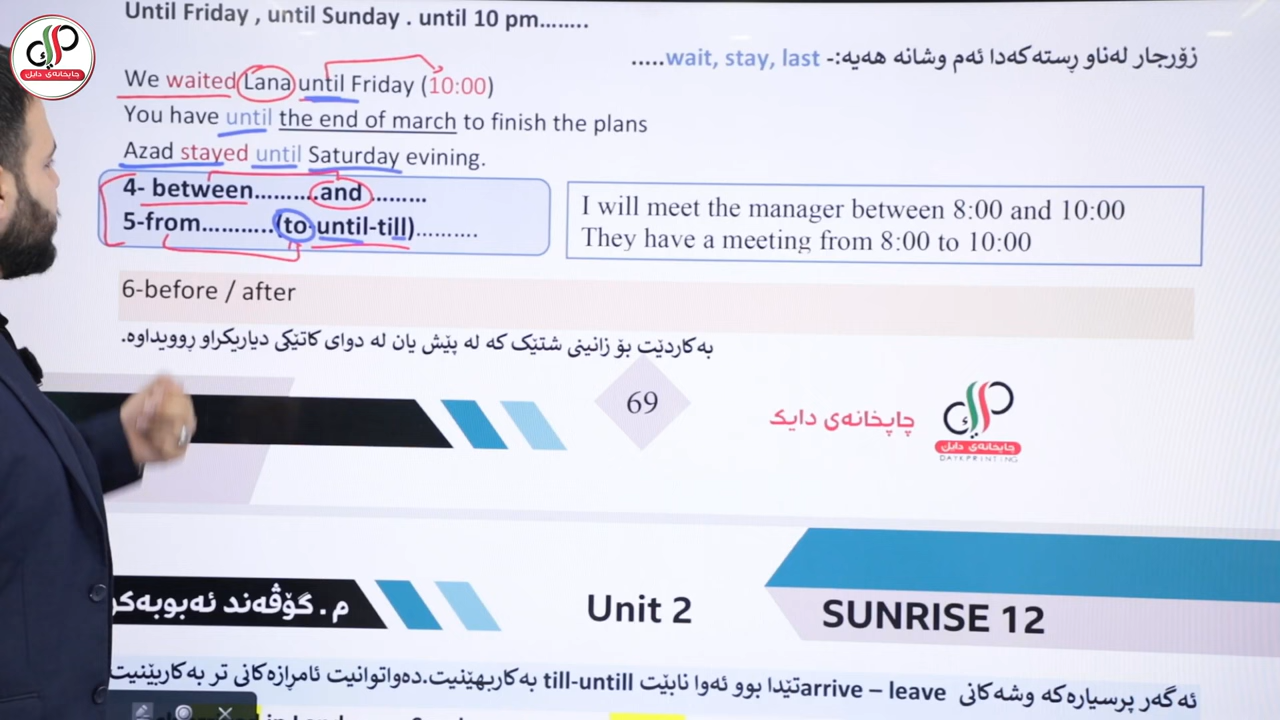 Until Friday , until Sunday . until 10 pm........
زۆرجار لەناو ڕستەکەدا ئەم وشانە هەیە:- wait, stay, last.....
We waited Lana until Friday (10:00)
You have until the end of march to finish the plans
Azad stayed until Saturday evining.
4- between..........and.........
5-from...........(to-until-till)..........
I will meet the manager between 8:00 and 10:00
They have a meeting from 8:00 to 10:00
6-before / after
بەکاردێت بۆ زانینی شتێک کە لە پێش یان لە دوای کاتێکی دیاریکراو ڕوویداوە.
69
چاپخانەی دایک
چاپخانەی دایک
DAYKPRINTING
چاپخانەی دایک
م. گۆڤەند ئەبوبەکر
Unit 2
SUNRISE 12
ئەگەر پرسیارەکە وشەکانی arrive – leave تێدا بوو ئەوا نابێت till-untill بەکاربهێنیت.دەواتوانیت ئامڕازەکانی تر بەکاربێنیت